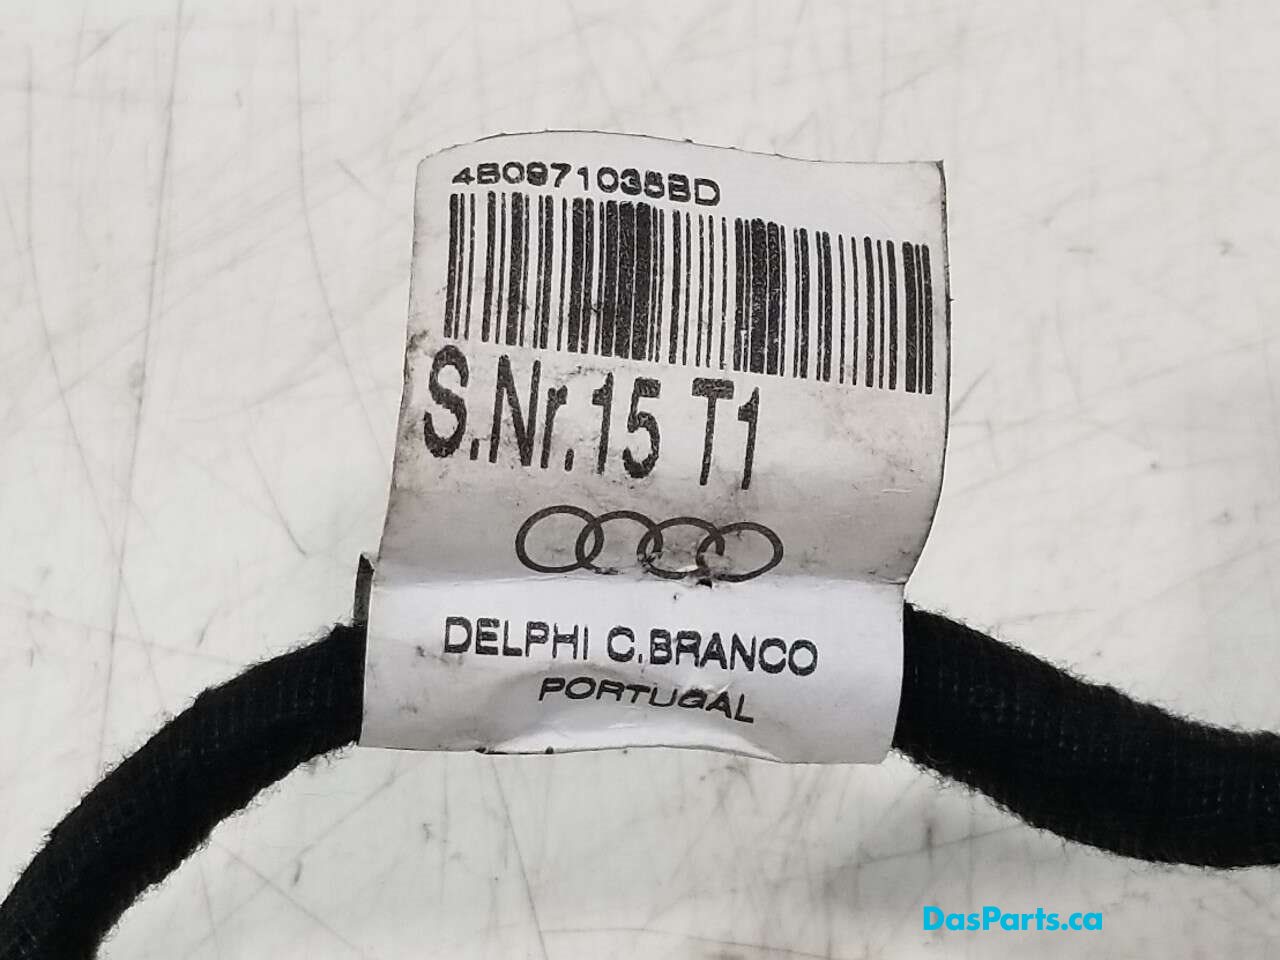 4B0971035BD
S.Nr.15 T1
DELPHI C.BRANCO
PORTUGAL
DasParts.ca